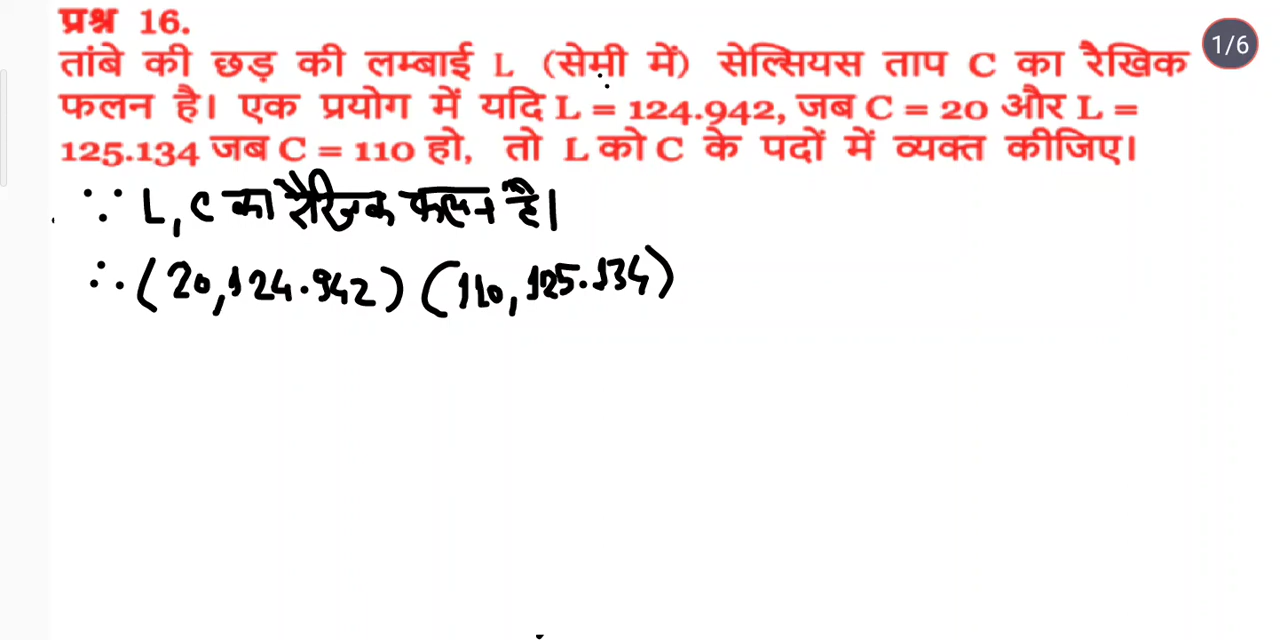 प्रश्न 16.
तांबे की छड़ की लम्बाई L (सेमी में) सेल्सियस ताप C का रैखिक
फलन है। एक प्रयोग में यदि L = 124.942, जब C = 20 और L =
125.134 जब C = 110 हो, तो L को C के पदों में व्यक्त कीजिए।
1/6
∵ L, C का रैखिक फलन है।
∴ (20, 124.942) (110, 125.134)